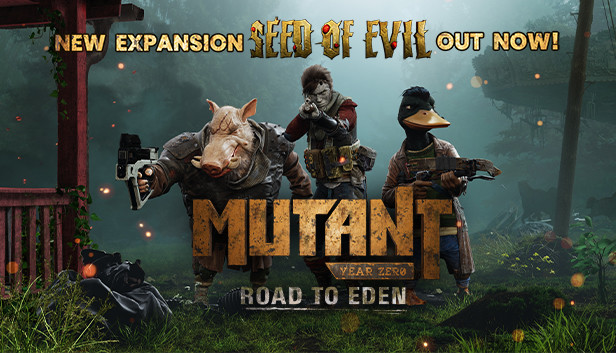 NEW EXPANSION SEED OF EVIL OUT NOW!
MUTANT
YEAR ZERO
ROAD TO EDEN